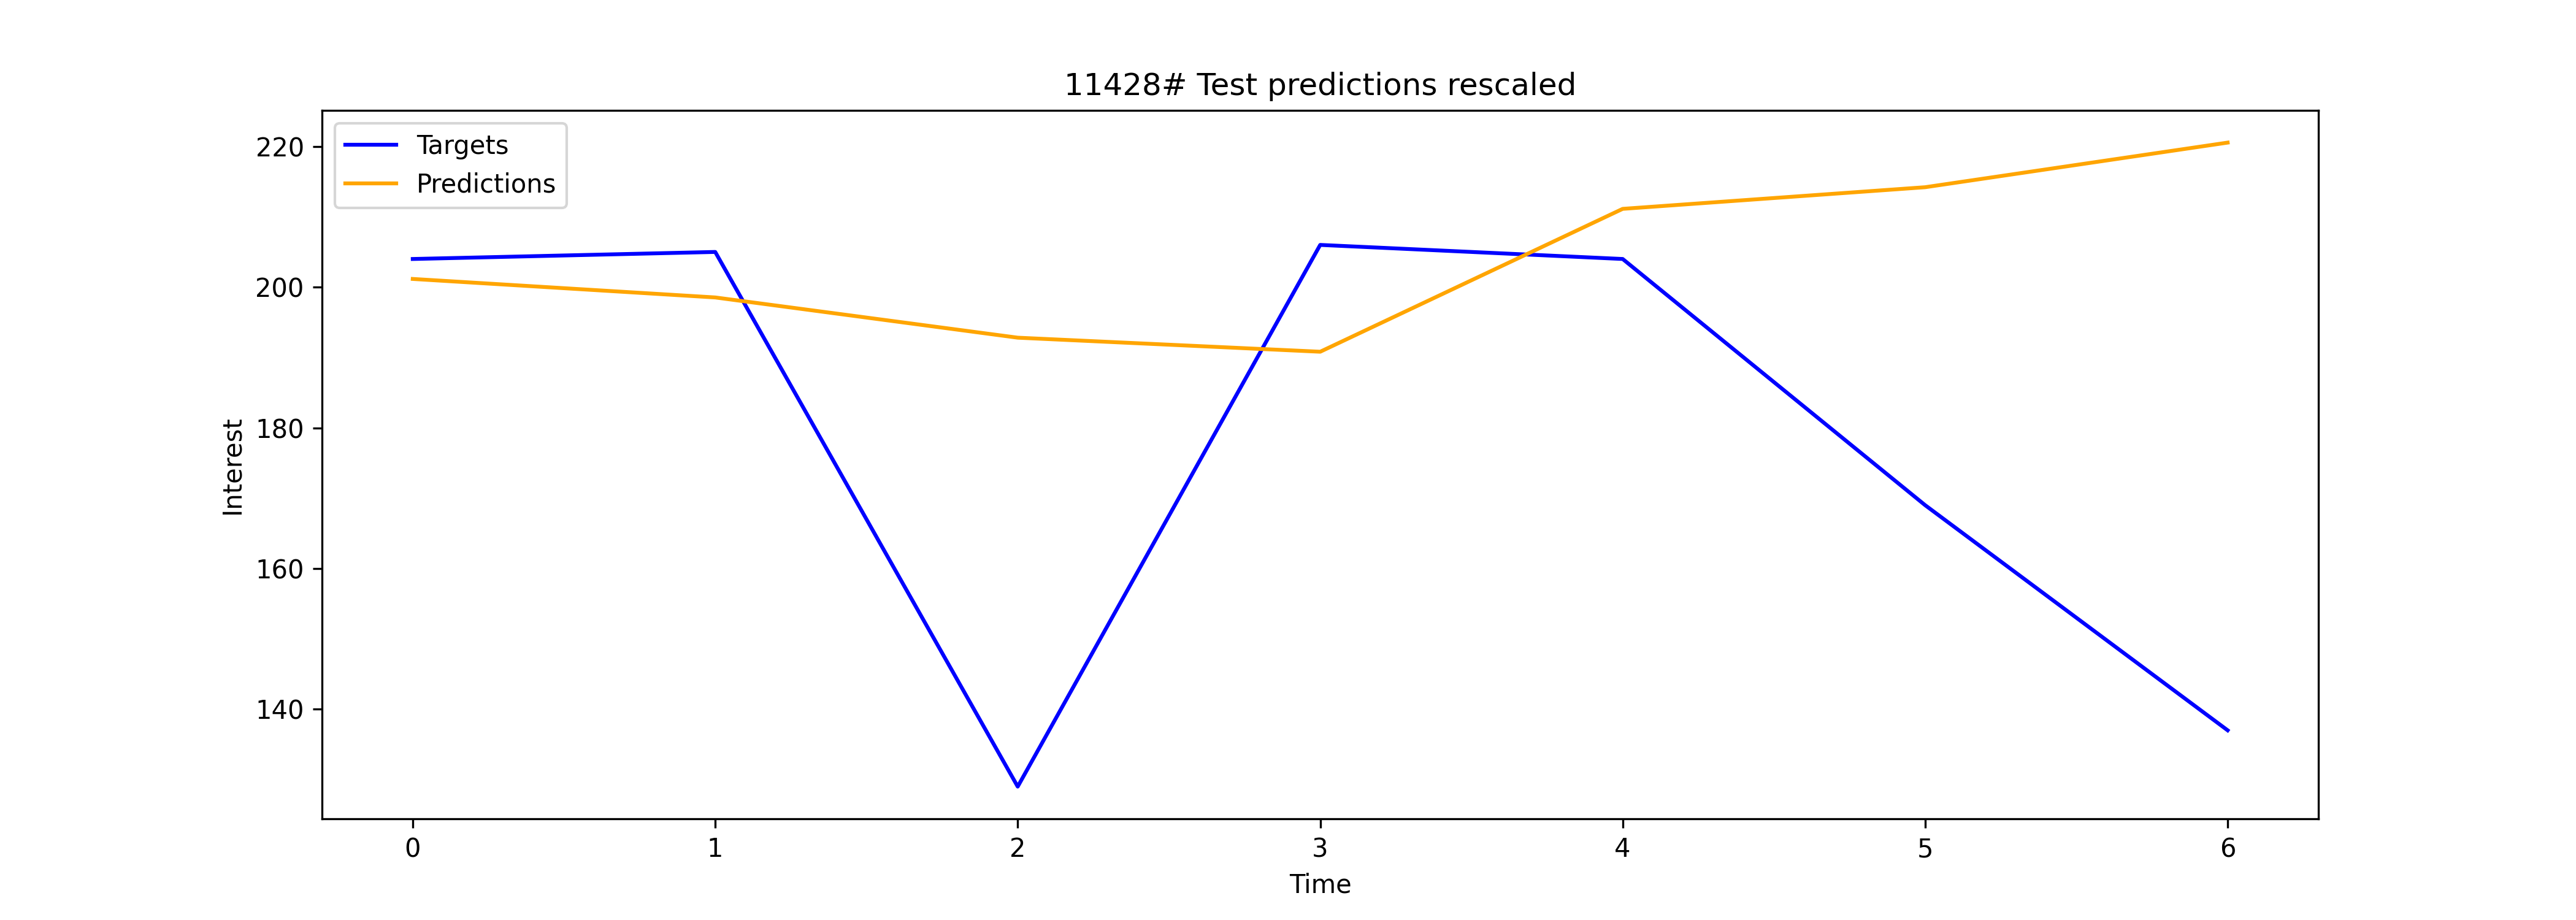 11428# Test predictions rescaled
Targets
Predictions
220
200
180
160
140
Interest
0 1 2 3 4 5 6
Time